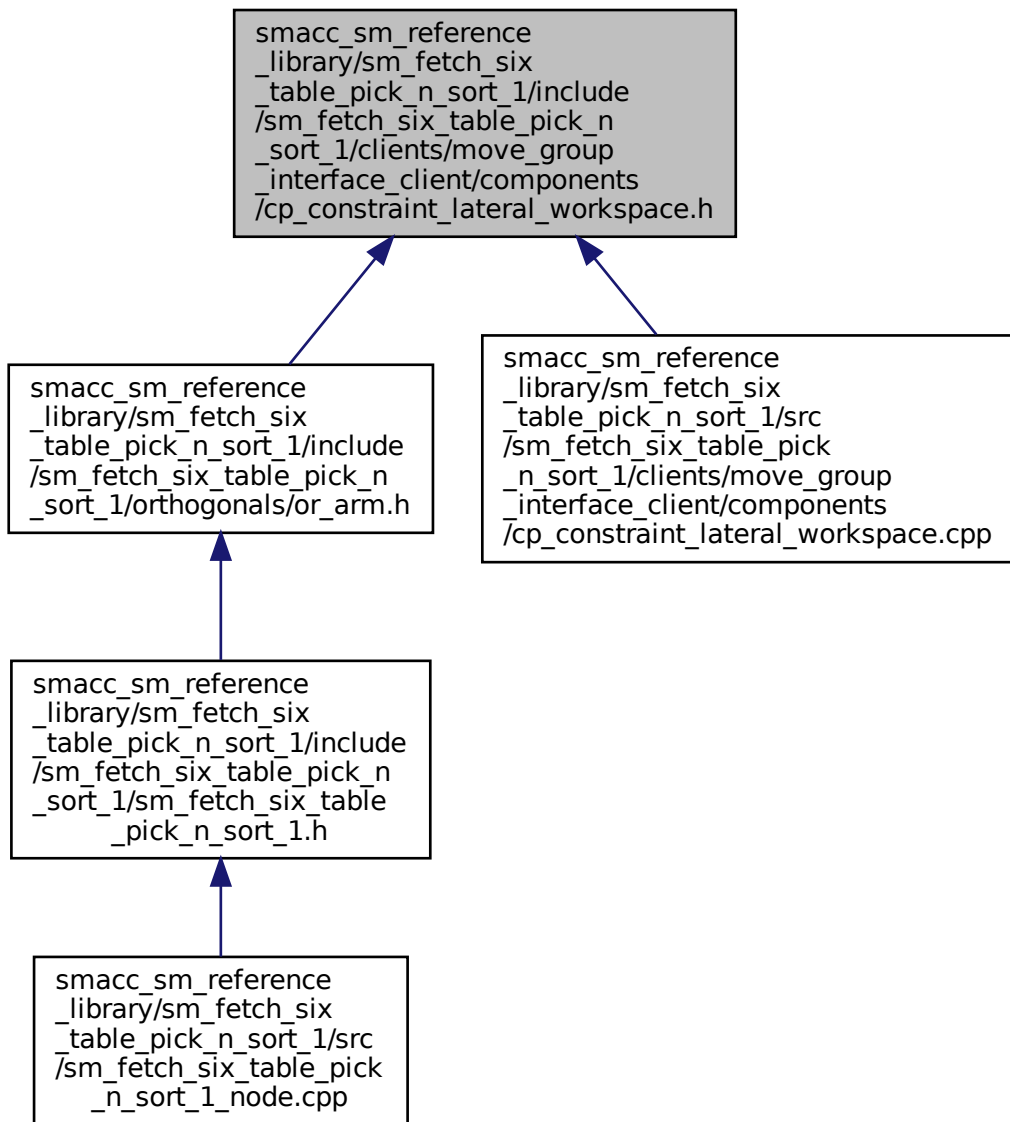 smacc_sm_reference
_library/sm_fetch_six
_table_pick_n_sort_1/include
/sm_fetch_six_table_pick_n
_sort_1/clients/move_group
_interface_client/components
/cp_constraint_lateral_workspace.h
smacc_sm_reference
_library/sm_fetch_six
_table_pick_n_sort_1/include
/sm_fetch_six_table_pick_n
_sort_1/orthogonals/or_arm.h
smacc_sm_reference
_library/sm_fetch_six
_table_pick_n_sort_1/src
/sm_fetch_six_table_pick
_n_sort_1/clients/move_group
_interface_client/components
/cp_constraint_lateral_workspace.cpp
smacc_sm_reference
_library/sm_fetch_six
_table_pick_n_sort_1/include
/sm_fetch_six_table_pick_n
_sort_1/sm_fetch_six_table
_pick_n_sort_1.h
smacc_sm_reference
_library/sm_fetch_six
_table_pick_n_sort_1/src
/sm_fetch_six_table_pick
_n_sort_1_node.cpp